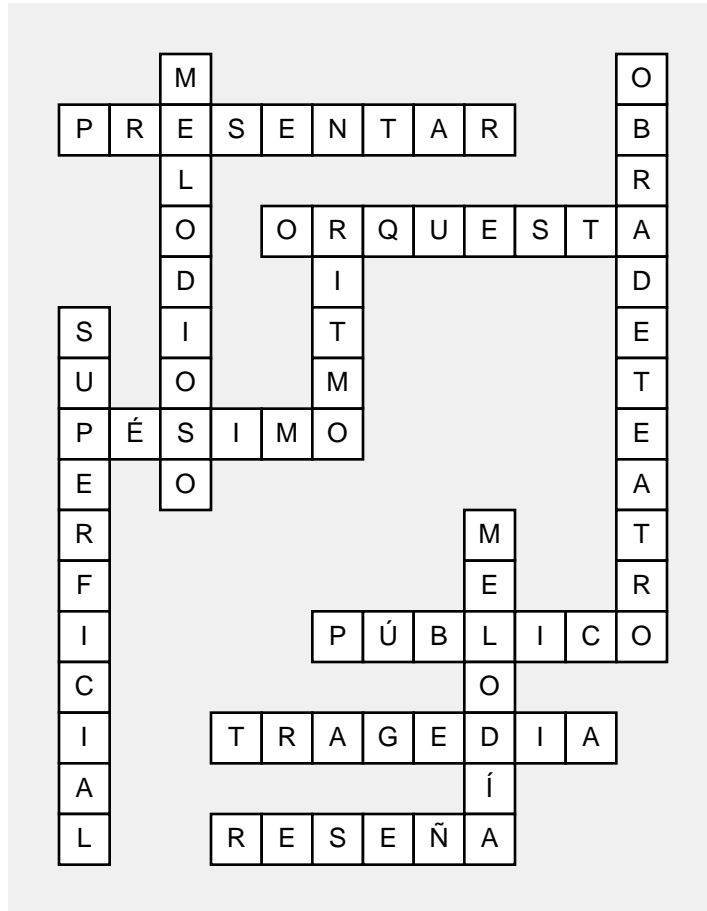 MELODIOSO
OBRADETEATRO
PRESENTAR
ORQUESTA
RITMO
SUPERFICIAL
PÉSIMO
MELODÍA
PÚBLICO
TRAGEDIA
RESEÑA